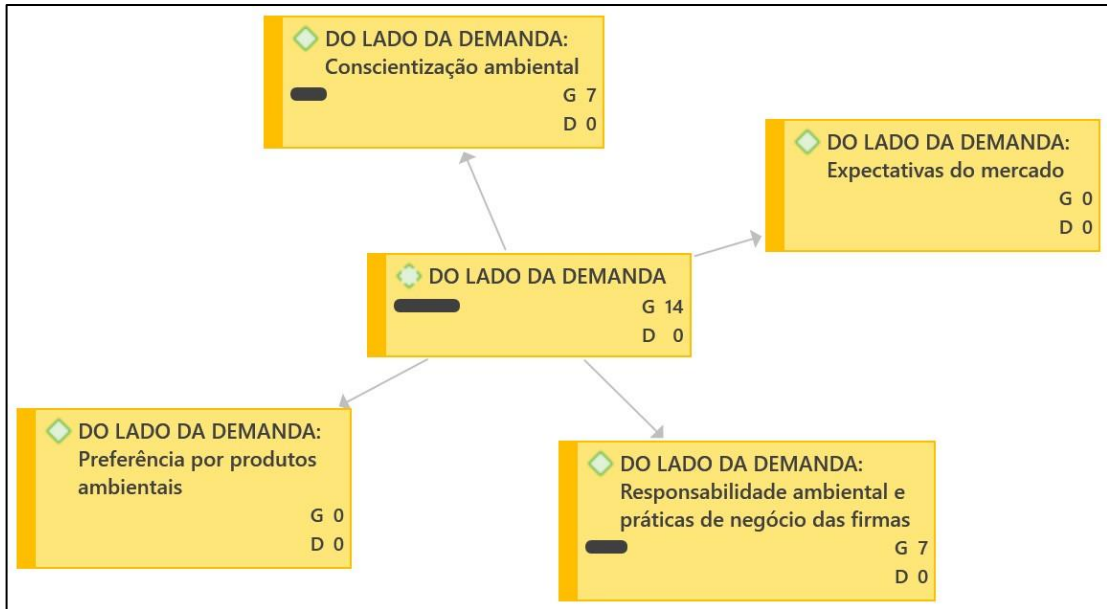 DO LADO DA DEMANDA:
Conscientização ambiental
G 7
D 0
DO LADO DA DEMANDA:
Expectativas do mercado
G 0
D 0
DO LADO DA DEMANDA
G 14
D 0
DO LADO DA DEMANDA:
Preferência por produtos
ambientais
G 0
D 0
DO LADO DA DEMANDA:
Responsabilidade ambiental e
práticas de negócio das firmas
G 7
D 0